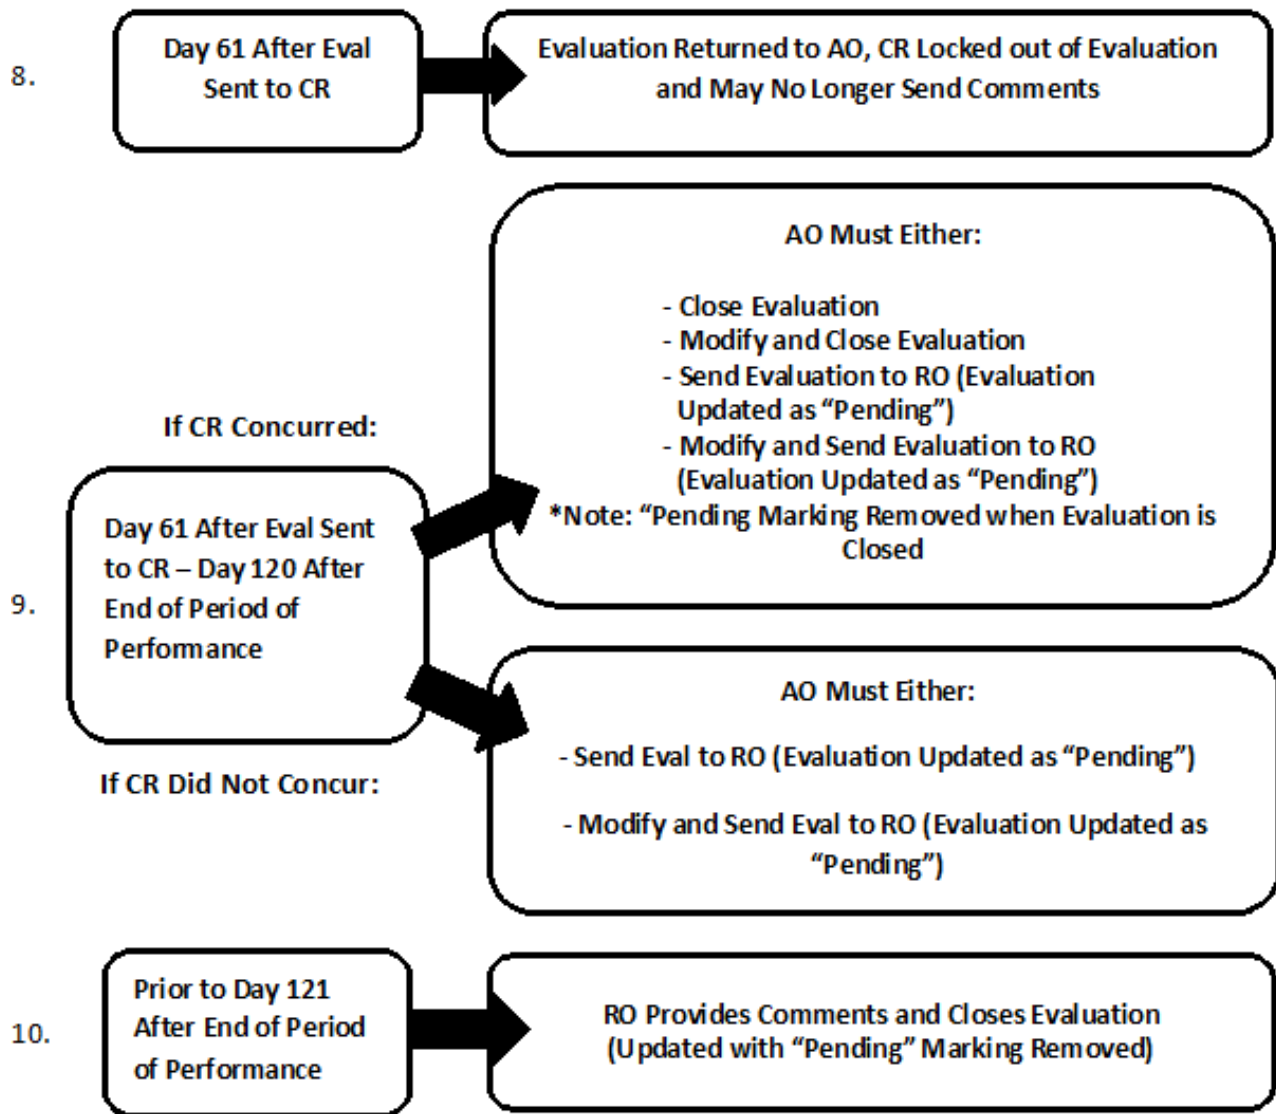 8.
Day 61 After Eval
Sent to CR
Evaluation Returned to AO, CR Locked out of Evaluation
and May No Longer Send Comments
9.
If CR Concurred:
Day 61 After Eval Sent
to CR – Day 120 After
End of Period of
Performance
If CR Did Not Concur:
AO Must Either:
- Close Evaluation
- Modify and Close Evaluation
- Send Evaluation to RO (Evaluation
Updated as “Pending”)
- Modify and Send Evaluation to RO
(Evaluation Updated as “Pending”)
*Note: “Pending Marking Removed when Evaluation is
Closed
AO Must Either:
- Send Eval to RO (Evaluation Updated as “Pending”)
- Modify and Send Eval to RO (Evaluation Updated as
“Pending”)
10.
Prior to Day 121
After End of Period
of Performance
RO Provides Comments and Closes Evaluation
(Updated with “Pending” Marking Removed)